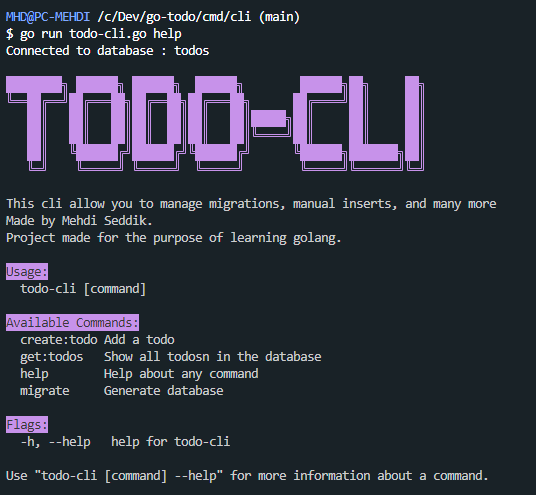 MHD@PC-MEHDI /c/Dev/go-todo/cmd/cli (main)
$ go run todo-cli.go help
Connected to database : todos
TODO-CLI
This cli allow you to manage migrations, manual inserts, and many more
Made by Mehdi Seddik.
Project made for the purpose of learning golang.
Usage:
  todo-cli [command]
Available Commands:
  create:todo Add a todo
  get:todos   Show all todosn in the database
  help        Help about any command
  migrate     Generate database
Flags:
  -h, --help   help for todo-cli
Use "todo-cli [command] --help" for more information about a command.